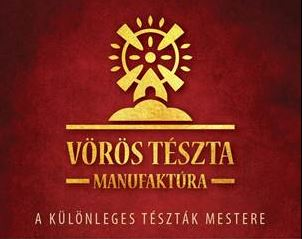 VÖRÖS TÉSZTA
MANUFAKTÚRA
A KÜLÖNLEGES TÉSZTÁK MESTERE